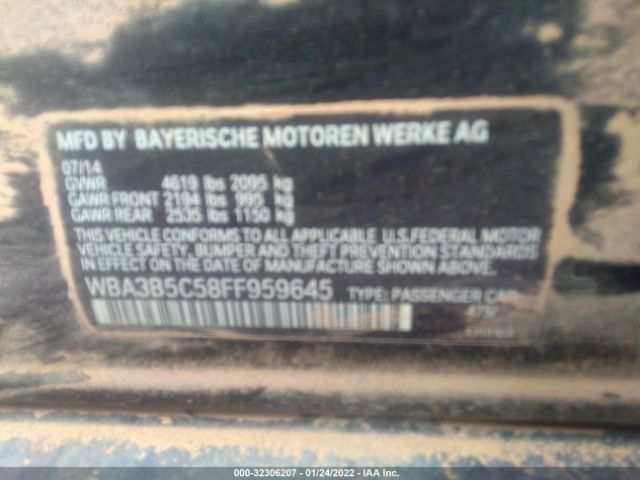 MFD BY BAYERISCHE MOTOREN WERKE AG
07/14
GVWR 4619 lbs 2095 kg
GAWR FRONT 2194 lbs 995 kg
GAWR REAR 2535 lbs 1150 kg
THIS VEHICLE CONFORMS TO ALL APPLICABLE U.S. FEDERAL MOTOR
VEHICLE SAFETY, BUMPER AND THEFT PREVENTION STANDARDS IN
EFFECT ON THE DATE OF MANUFACTURE SHOWN ABOVE.
WBA3B5C58FF959645 TYPE: PASSENGER CAR
000-32306207 - 01/24/2022 - IAA Inc.